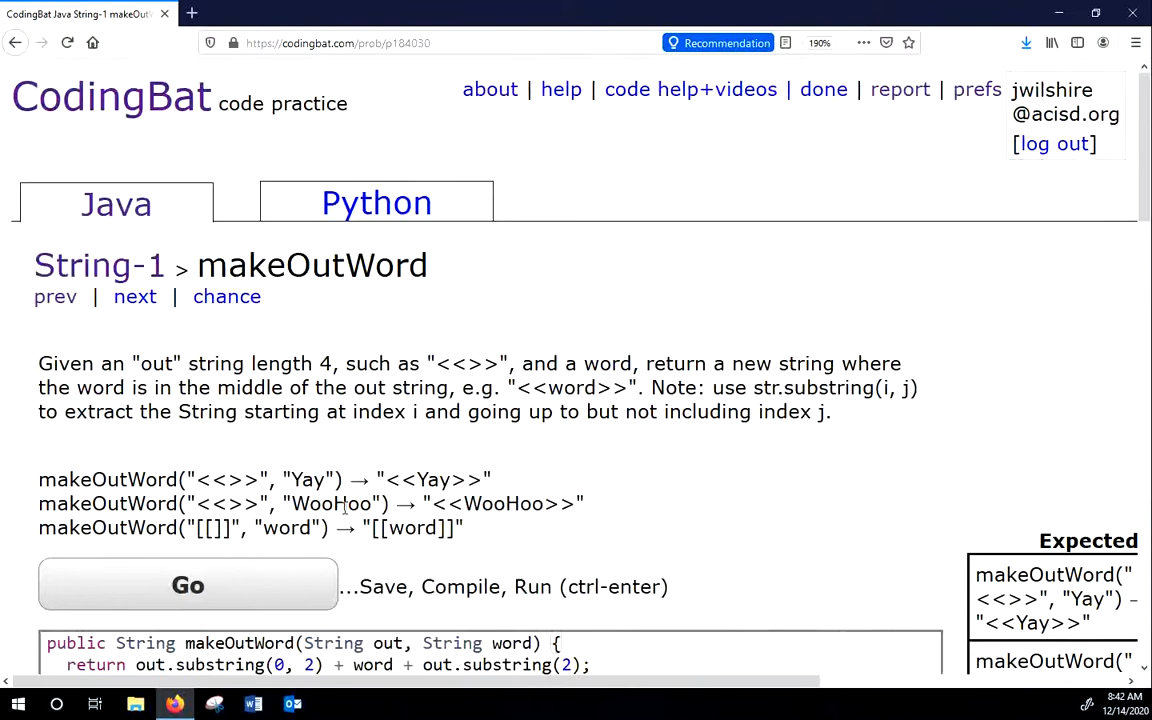 CodingBat Java String-1 makeOutW
https://codingbat.com/prob/p184030
Recommendation
190%
CodingBat code practice
about | help | code help+videos | done | report | prefs
jwilshire
@acisd.org
[log out]
Java
Python
String-1 > makeOutWord
prev | next | chance
Given an "out" string length 4, such as "<<>>", and a word, return a new string where
the word is in the middle of the out string, e.g. "<<word>>". Note: use str.substring(i, j)
to extract the String starting at index i and going up to but not including index j.
makeOutWord("<<>>", "Yay") → "<<Yay>>"
makeOutWord("<<>>", "WooHoo") → "<<WooHoo>>"
makeOutWord("[[]]", "word") → "[[word]]"
Go
...Save, Compile, Run (ctrl-enter)
Expected
makeOutWord("
<<>>", "Yay") →
"<<Yay>>"
makeOutWord("
public String makeOutWord(String out, String word) {
return out.substring(0, 2) + word + out.substring(2);
8:42 AM
12/14/2020